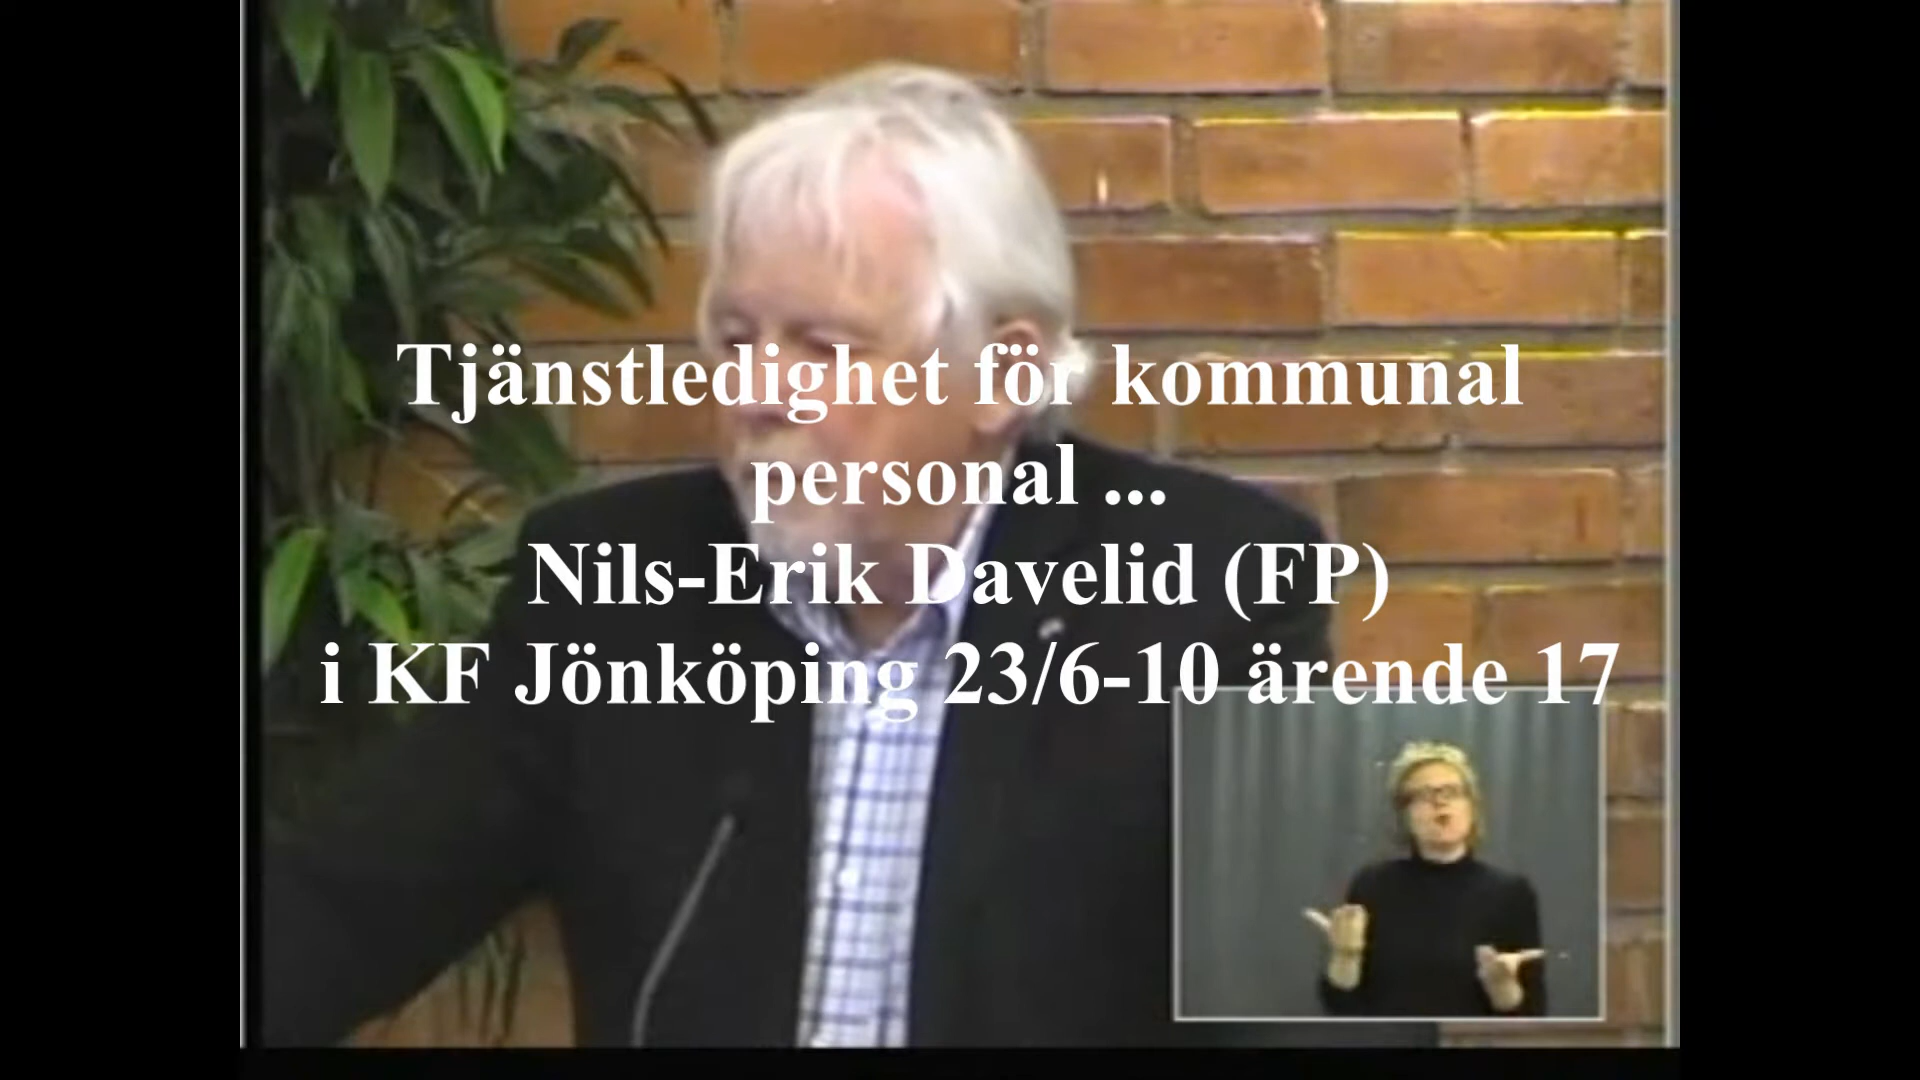 Tjänstledighet för kommunal
personal ...
Nils-Erik Davelid (FP)
i KF Jönköping 23/6-10 ärende 17